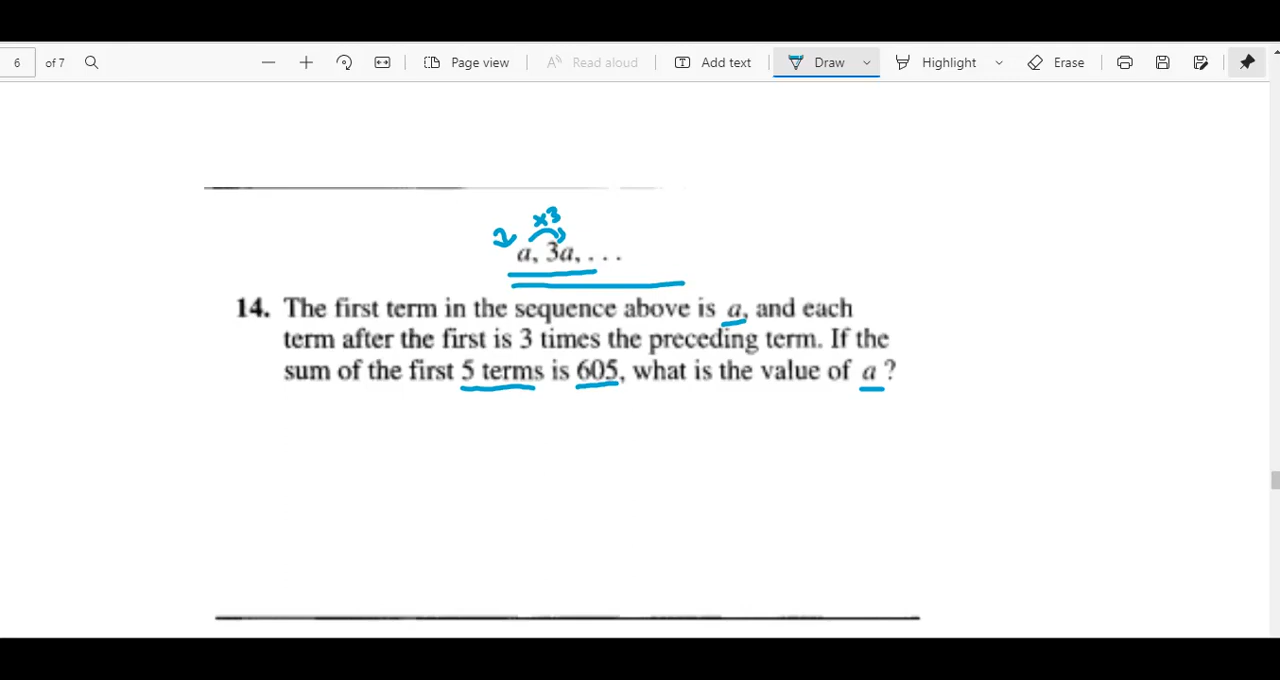 6 of 7 Page view Read aloud Add text Draw Highlight Erase
×3
a, 3a, . . .
14. The first term in the sequence above is a, and each
term after the first is 3 times the preceding term. If the
sum of the first 5 terms is 605, what is the value of a ?